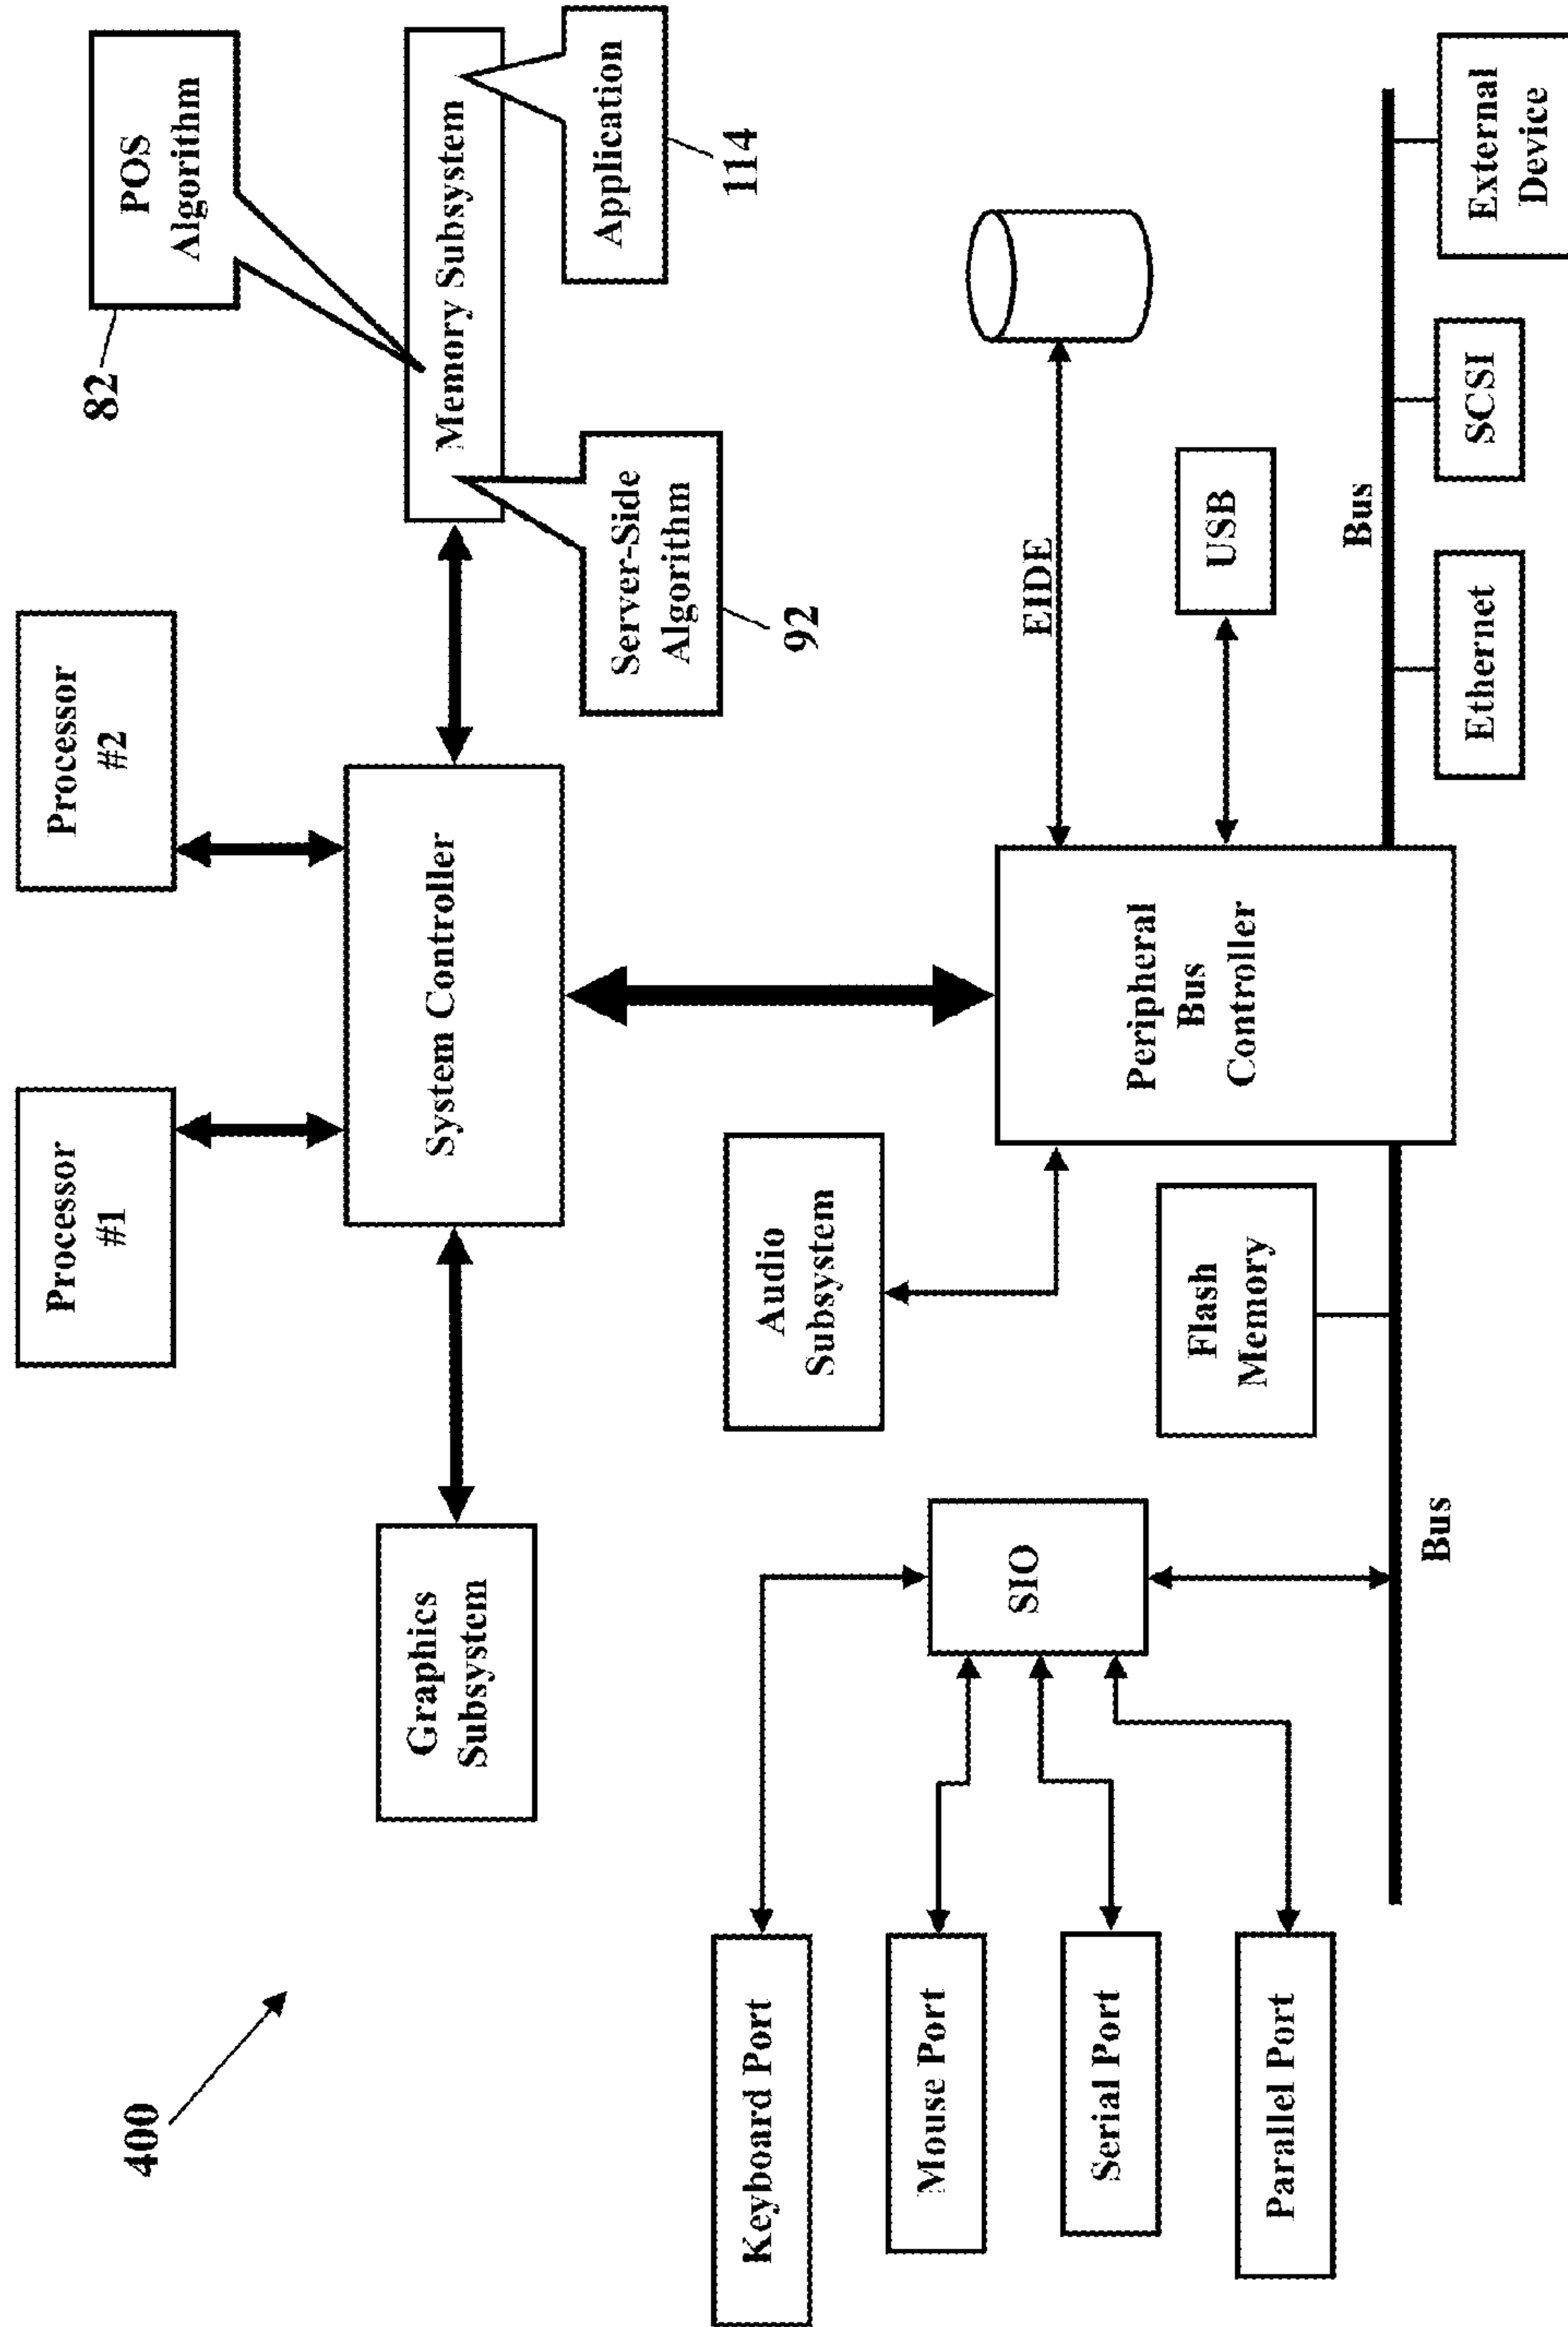 400
Processor
#1
Processor
#2
POS
Algorithm
82
Graphics
Subsystem
System Controller
Memory Subsystem
Server-Side
Algorithm
92
Application
114
Keyboard Port
Mouse Port
Serial Port
Parallel Port
SIO
Audio
Subsystem
Flash
Memory
Peripheral
Bus
Controller
EIDE
USB
Bus
Bus
Ethernet
SCSI
External
Device